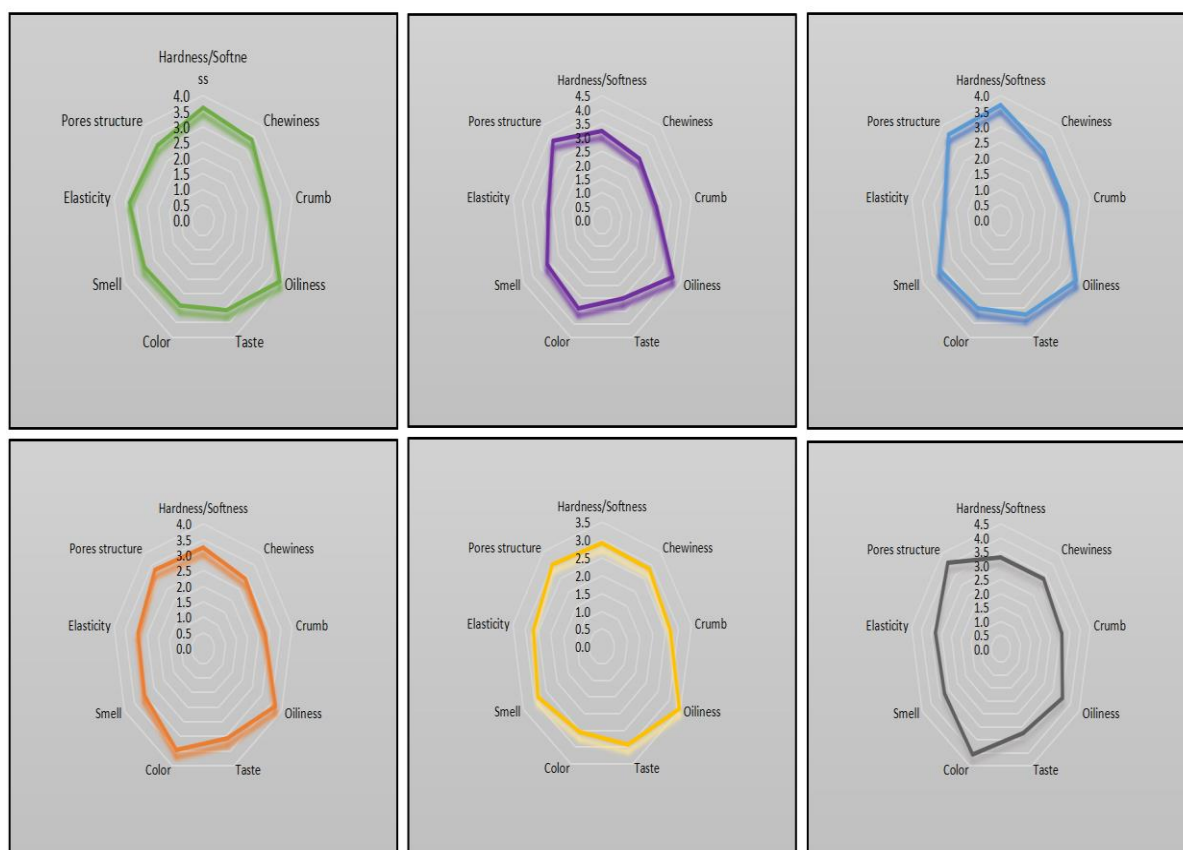 Hardness/Softne
ss
4.0
3.5
3.0
2.5
2.0
1.5
1.0
0.5
0.0
Chewiness
Crumb
Oiliness
Taste
Color
Smell
Elasticity
Pores structure
Hardness/Softness
4.5
4.0
3.5
3.0
2.5
2.0
1.5
1.0
0.5
0.0
Chewiness
Crumb
Oiliness
Taste
Color
Smell
Elasticity
Pores structure
Hardness/Softness
4.0
3.5
3.0
2.5
2.0
1.5
1.0
0.5
0.0
Chewiness
Crumb
Oiliness
Taste
Color
Smell
Elasticity
Pores structure
Hardness/Softness
4.0
3.5
3.0
2.5
2.0
1.5
1.0
0.5
0.0
Chewiness
Crumb
Oiliness
Taste
Color
Smell
Elasticity
Pores structure
Hardness/Softness
3.5
3.0
2.5
2.0
1.5
1.0
0.5
0.0
Chewiness
Crumb
Oiliness
Taste
Color
Smell
Elasticity
Pores structure
Hardness/Softness
4.5
4.0
3.5
3.0
2.5
2.0
1.5
1.0
0.5
0.0
Chewiness
Crumb
Oiliness
Taste
Color
Smell
Elasticity
Pores structure